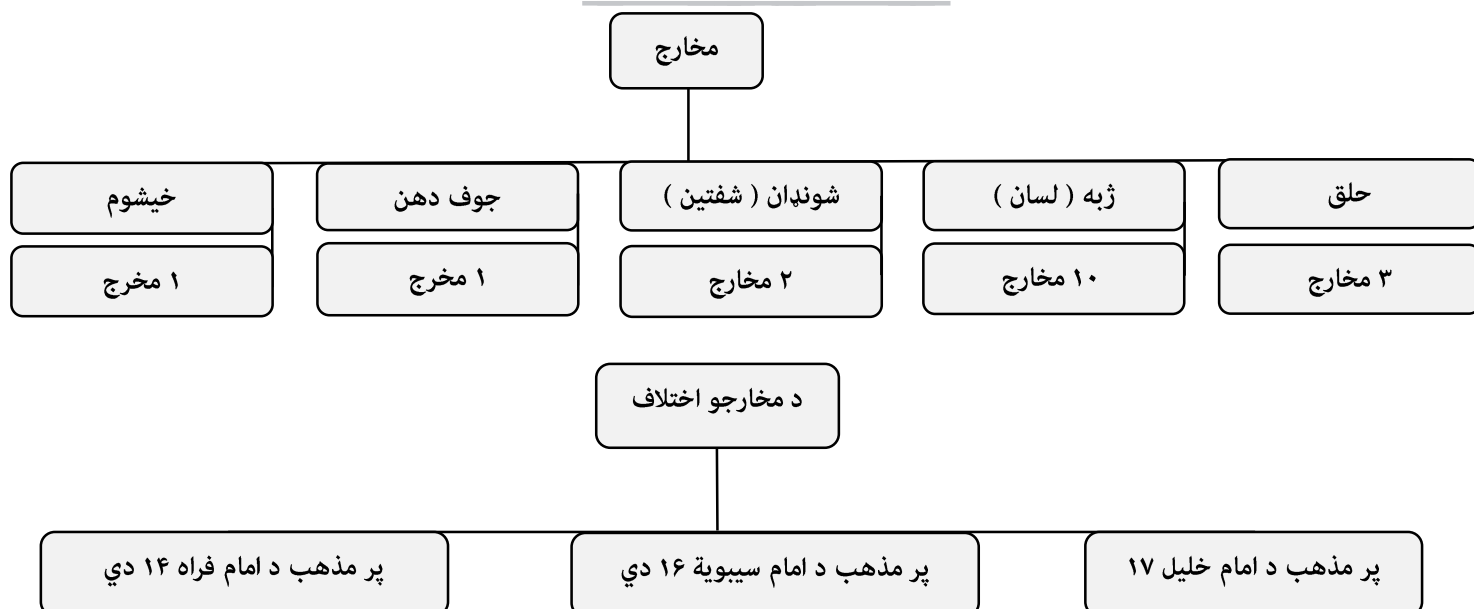 مخارج
حلق
ژبه ( لسان )
شونډان ( شفتین )
جوف دهن
خیشوم
۳ مخارج
۱۰ مخارج
۲ مخارج
۱ مخرج
۱ مخرج
د مخارجو اختلاف
پر مذهب د امام خلیل ۱۷
پر مذهب د امام سیبویة ۱۶ دي
پر مذهب د امام فراه ۱۴ دي